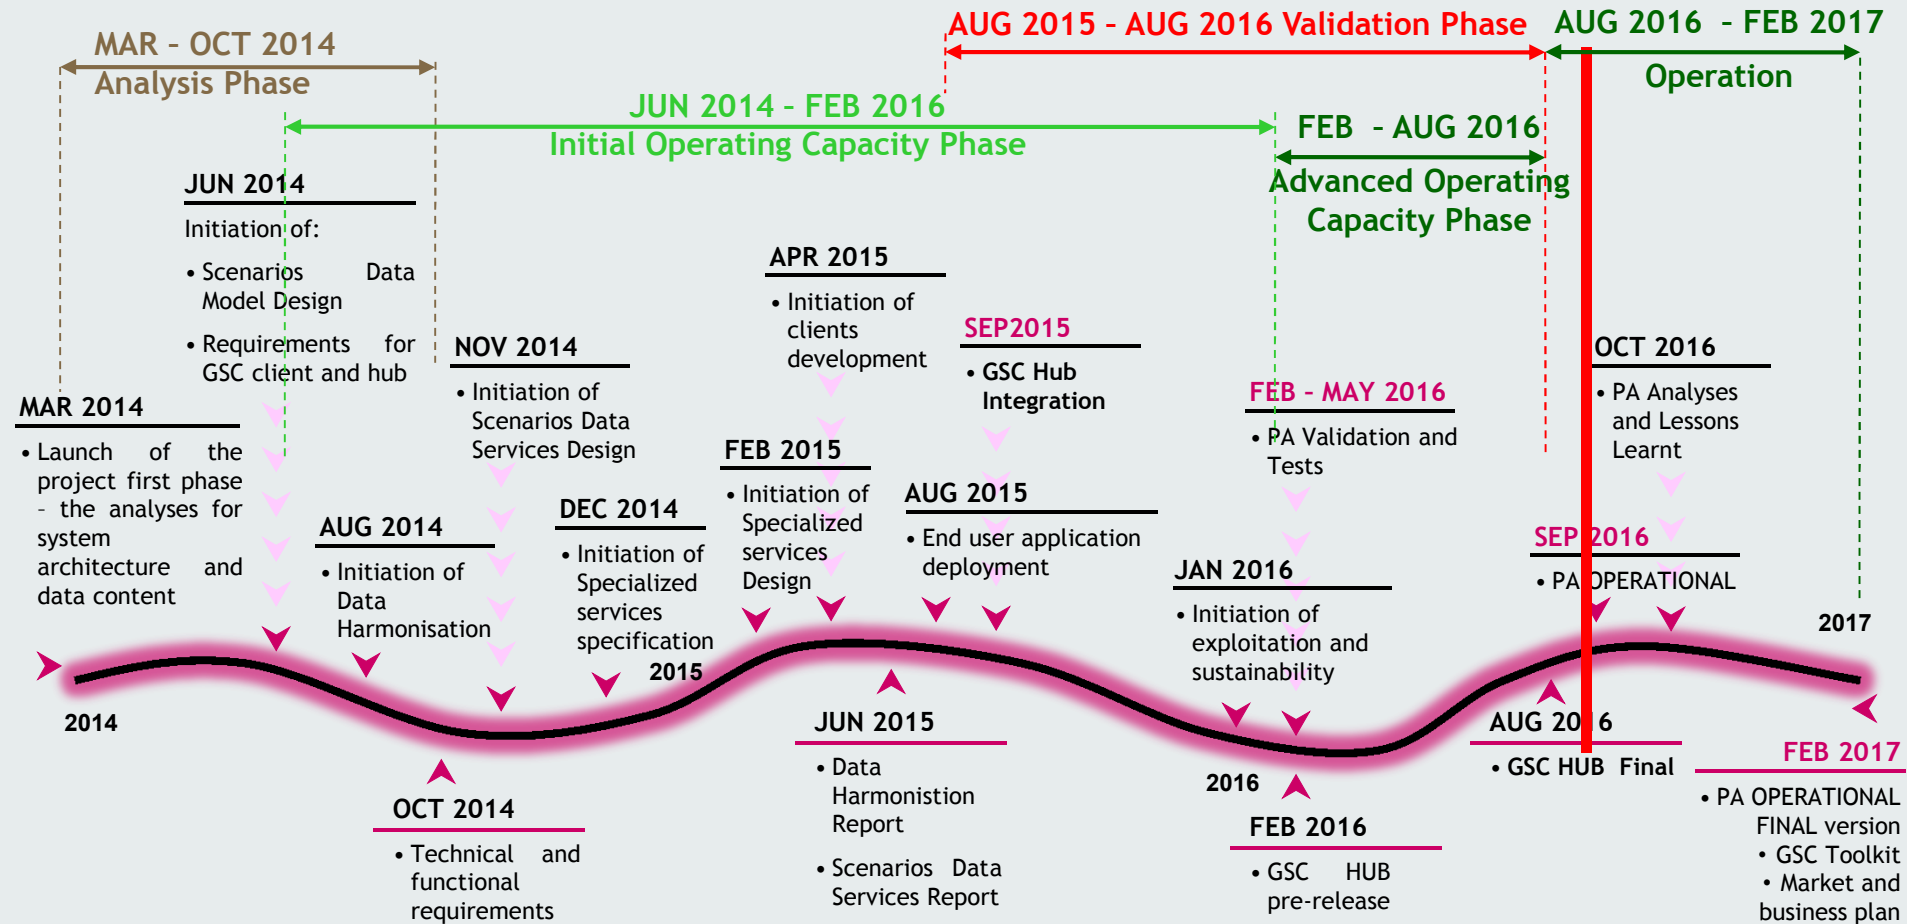 MAR - OCT 2014
Analysis Phase
JUN 2014 - FEB 2016
Initial Operating Capacity Phase
AUG 2015 - AUG 2016 Validation Phase
FEB - AUG 2016
Advanced Operating
Capacity Phase
AUG 2016 - FEB 2017
Operation
MAR 2014
• Launch of the
project first phase
– the analyses for
system
architecture and
data content
JUN 2014
Initiation of:
• Scenarios Data
Model Design
• Requirements for
GSC client and hub
AUG 2014
• Initiation of
Data
Harmonisation
OCT 2014
• Technical and
functional
requirements
NOV 2014
• Initiation of
Scenarios Data
Services Design
DEC 2014
• Initiation of
Specialized
services
specification
FEB 2015
• Initiation of
Specialized
services
Design
APR 2015
• Initiation of
clients
development
JUN 2015
• Data
Harmonistion
Report
• Scenarios Data
Services Report
AUG 2015
• End user application
deployment
SEP2015
• GSC Hub
Integration
JAN 2016
• Initiation of
exploitation and
sustainability
FEB 2016
• GSC HUB
pre-release
FEB - MAY 2016
• PA Validation and
Tests
AUG 2016
• GSC HUB Final
SEP 2016
• PA OPERATIONAL
OCT 2016
• PA Analyses
and Lessons
Learnt
FEB 2017
• PA OPERATIONAL
FINAL version
• GSC Toolkit
• Market and
business plan
2014
2015
2016
2017